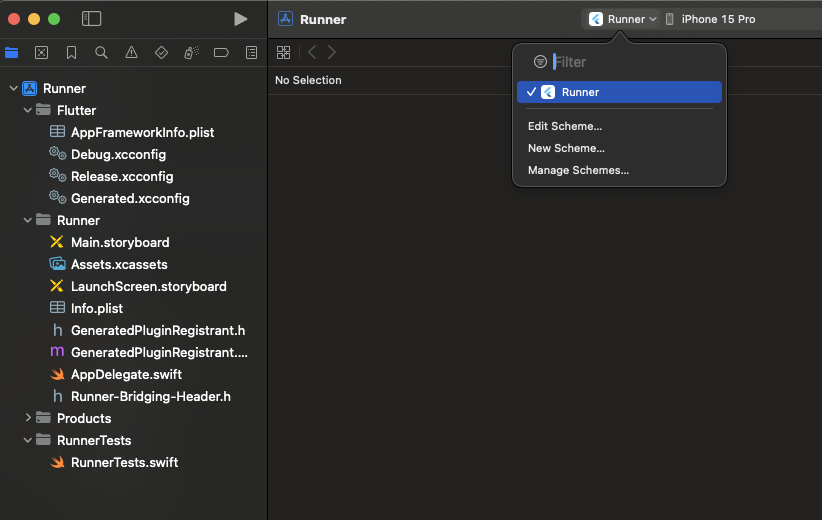 Runner
Runner
iPhone 15 Pro
No Selection
Filter
Runner
Edit Scheme...
New Scheme...
Manage Schemes...
Runner
Flutter
AppFrameworkInfo.plist
Debug.xcconfig
Release.xcconfig
Generated.xcconfig
Runner
Main.storyboard
Assets.xcassets
LaunchScreen.storyboard
Info.plist
h GeneratedPluginRegistrant.h
m GeneratedPluginRegistrant....
AppDelegate.swift
h Runner-Bridging-Header.h
Products
RunnerTests
RunnerTests.swift